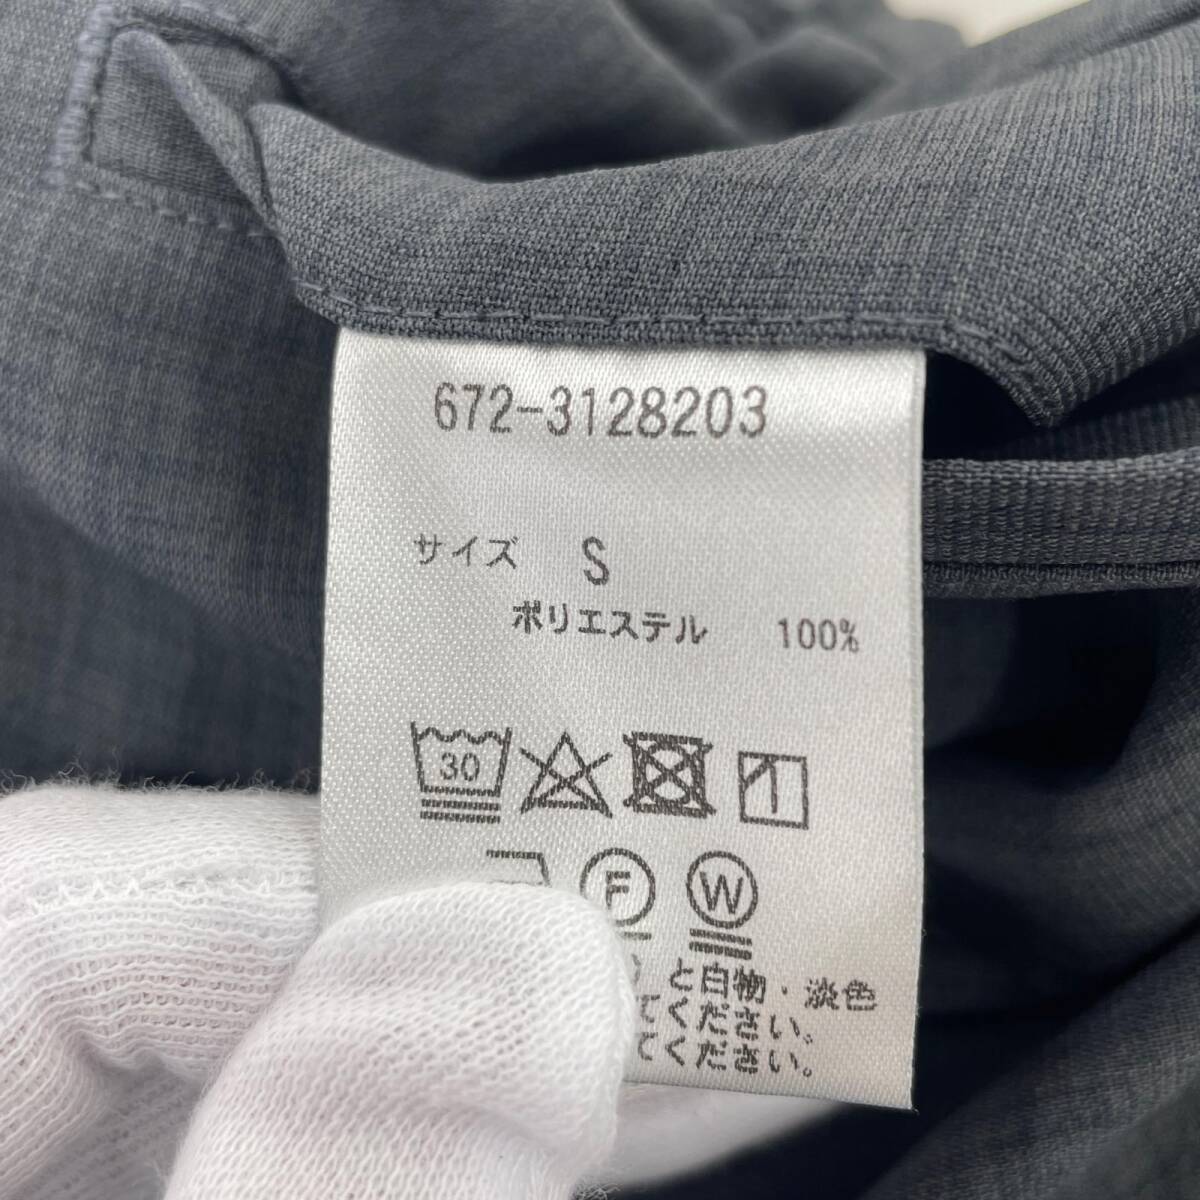 672-3128203
サイズ S
ポリエステル 100%
30
F W
と白物・淡色
てください。
てください。